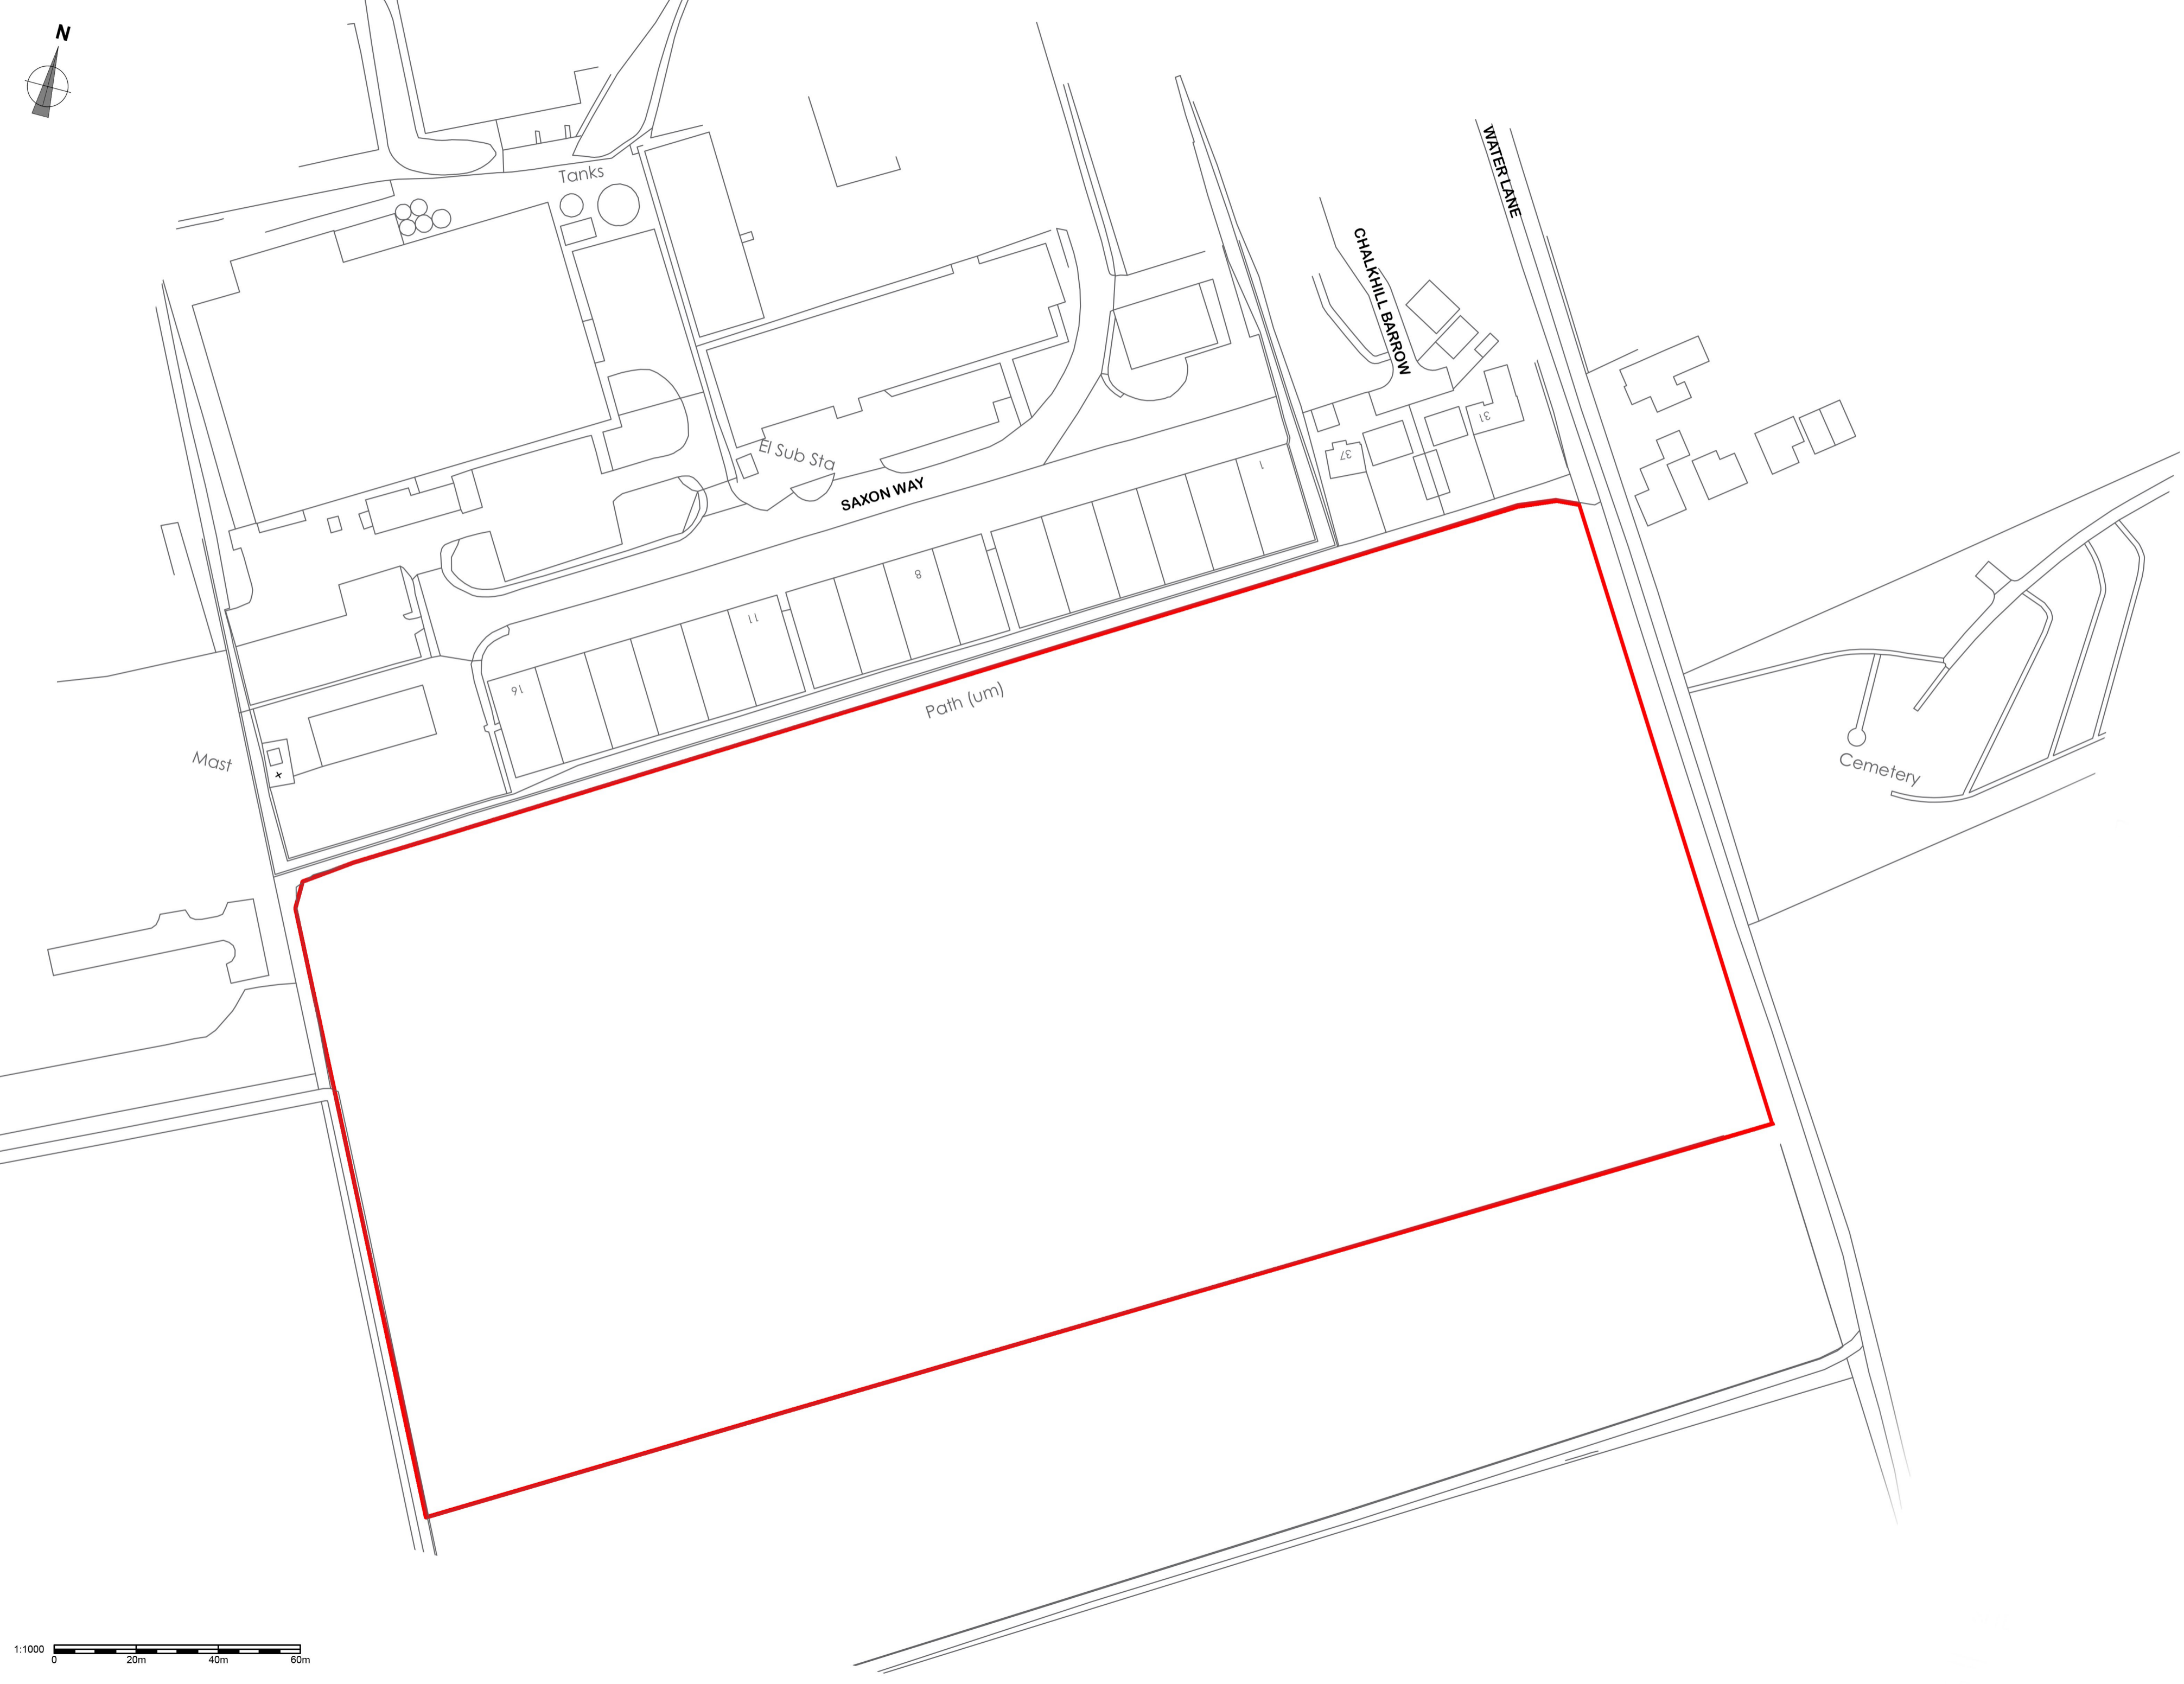 N
WATER LANE
Tanks
CHALKHILL BARROW
31
37
El Sub Sta
1
SAXON WAY
8
11
16
Path (um)
Mast
Cemetery
1:1000
0 20m 40m 60m